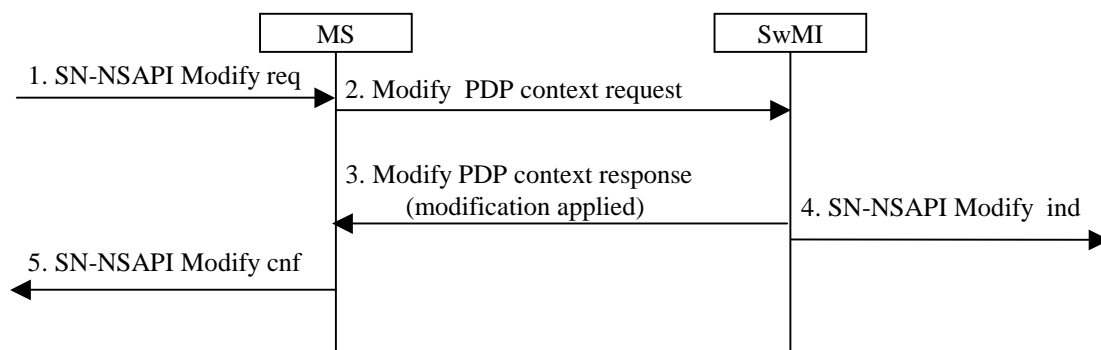 MS
SwMI
1. SN-NSAPI Modify req
2. Modify PDP context request
3. Modify PDP context response
(modification applied)
4. SN-NSAPI Modify ind
5. SN-NSAPI Modify cnf